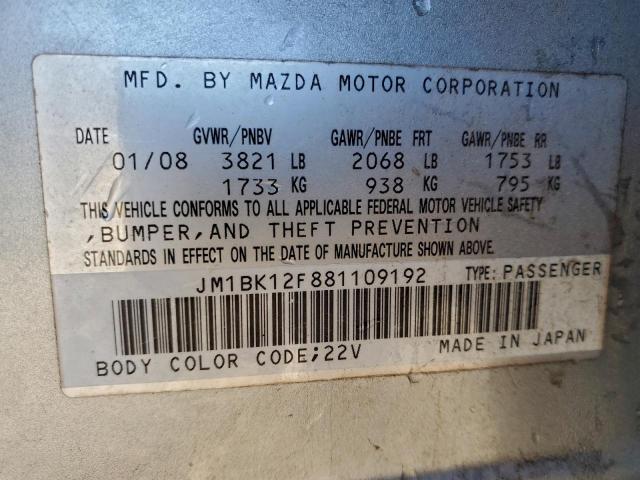 MFD. BY MAZDA MOTOR CORPORATION
DATE GVWR/PNBV GAWR/PNBE FRT GAWR/PNBE RR
01/08 3821 LB 2068 LB 1753 LB
1733 KG 938 KG 795 KG
THIS VEHICLE CONFORMS TO ALL APPLICABLE FEDERAL MOTOR VEHICLE SAFETY
,BUMPER,AND THEFT PREVENTION
STANDARDS IN EFFECT ON THE DATE OF MANUFACTURE SHOWN ABOVE.
JM1BK12F881109192 TYPE: PASSENGER
BODY COLOR CODE;22V MADE IN JAPAN